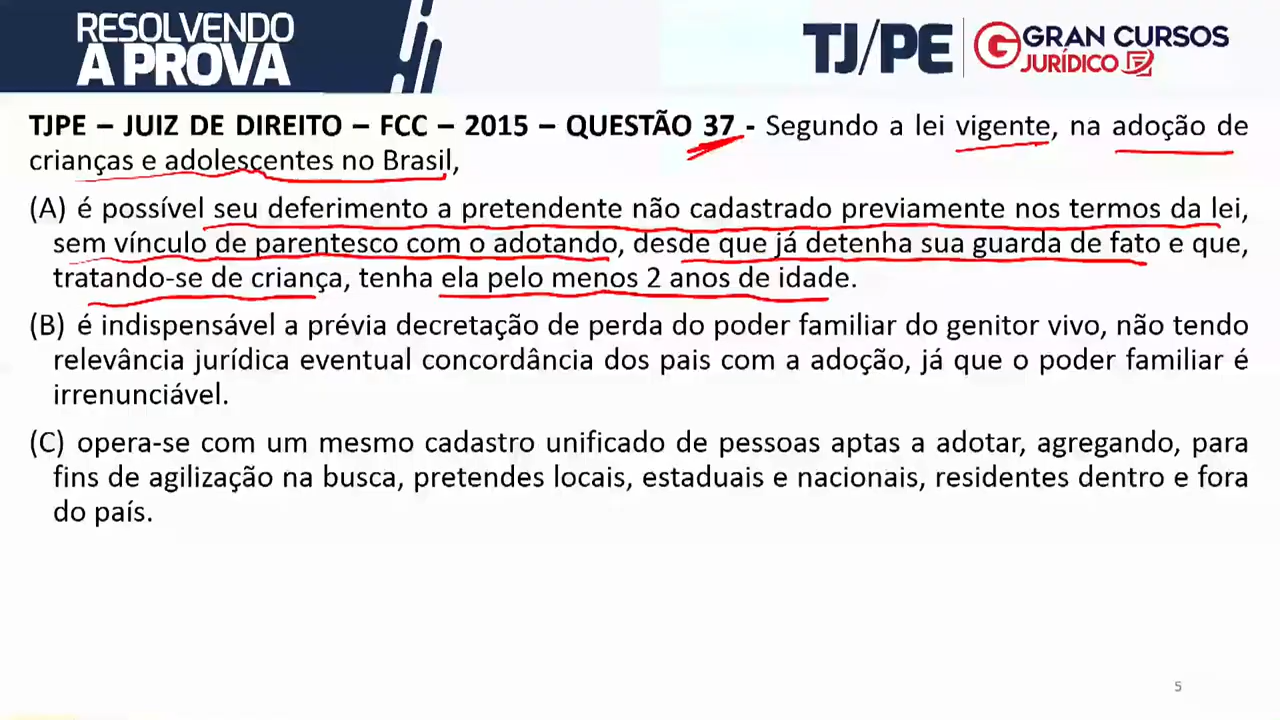 RESOLVENDO
A PROVA
TJ/PE
GRAN CURSOS
JURÍDICO
TJPE – JUIZ DE DIREITO – FCC – 2015 – QUESTÃO 37 - Segundo a lei vigente, na adoção de
crianças e adolescentes no Brasil,
(A) é possível seu deferimento a pretendente não cadastrado previamente nos termos da lei,
sem vínculo de parentesco com o adotando, desde que já detenha sua guarda de fato e que,
tratando-se de criança, tenha ela pelo menos 2 anos de idade.
(B) é indispensável a prévia decretação de perda do poder familiar do genitor vivo, não tendo
relevância jurídica eventual concordância dos pais com a adoção, já que o poder familiar é
irrenunciável.
(C) opera-se com um mesmo cadastro unificado de pessoas aptas a adotar, agregando, para
fins de agilização na busca, pretendes locais, estaduais e nacionais, residentes dentro e fora
do país.
5